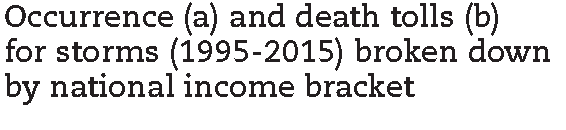 Occurrence (a) and death tolls (b)
for storms (1995-2015) broken down
by national income bracket